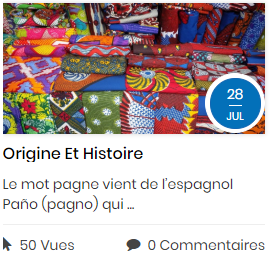 28
JUL
Origine Et Histoire
Le mot pagne vient de l'espagnol
Paño (pagno) qui ...
50 Vues
0 Commentaires